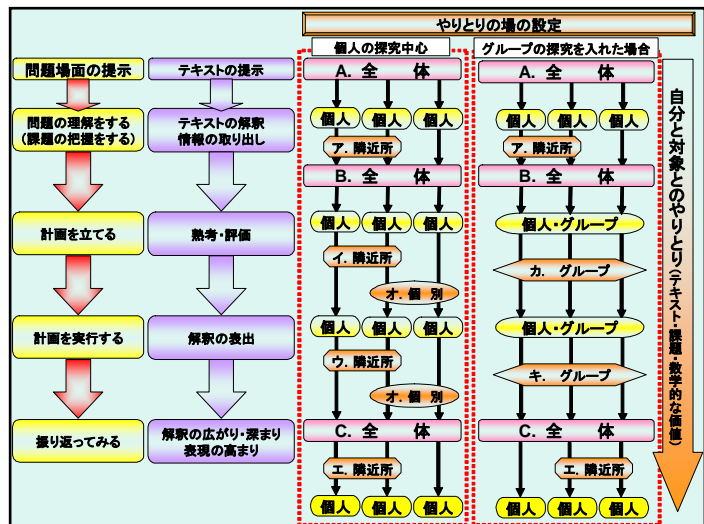 やりとりの場の設定
問題場面の提示
問題の理解をする
(課題の把握をする)
計画を立てる
計画を実行する
振り返ってみる
テキストの提示
テキストの解釈
情報の取り出し
熟考・評価
解釈の表出
解釈の広がり・深まり
表現の高まり
個人の探究中心
A. 全 体
個人 個人 個人
ア. 隣近所
B. 全 体
個人 個人 個人
イ. 隣近所
オ. 個 別
個人 個人 個人
ウ. 隣近所
オ. 個 別
C. 全 体
エ. 隣近所
個人 個人 個人
グループの探究を入れた場合
A. 全 体
個人 個人 個人
ア. 隣近所
B. 全 体
個人・グループ
カ. グループ
個人・グループ
キ. グループ
C. 全 体
エ. 隣近所
個人 個人 個人
自分と対象とのやりとり(テキスト・課題・数学的な価値)